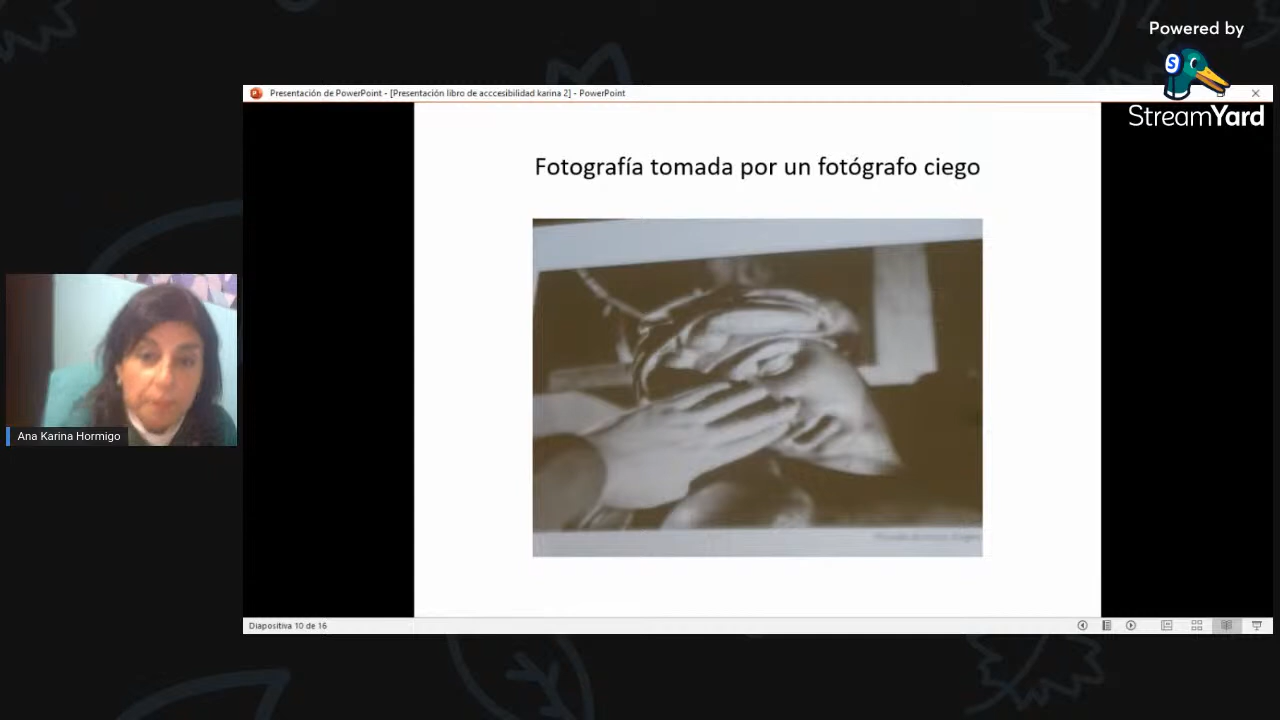 Powered by
StreamYard
Presentación de PowerPoint - [Presentación libro de acccesibilidad karina 2] - PowerPoint
Fotografía tomada por un fotógrafo ciego
Ana Karina Hormigo
Diapositiva 10 de 16